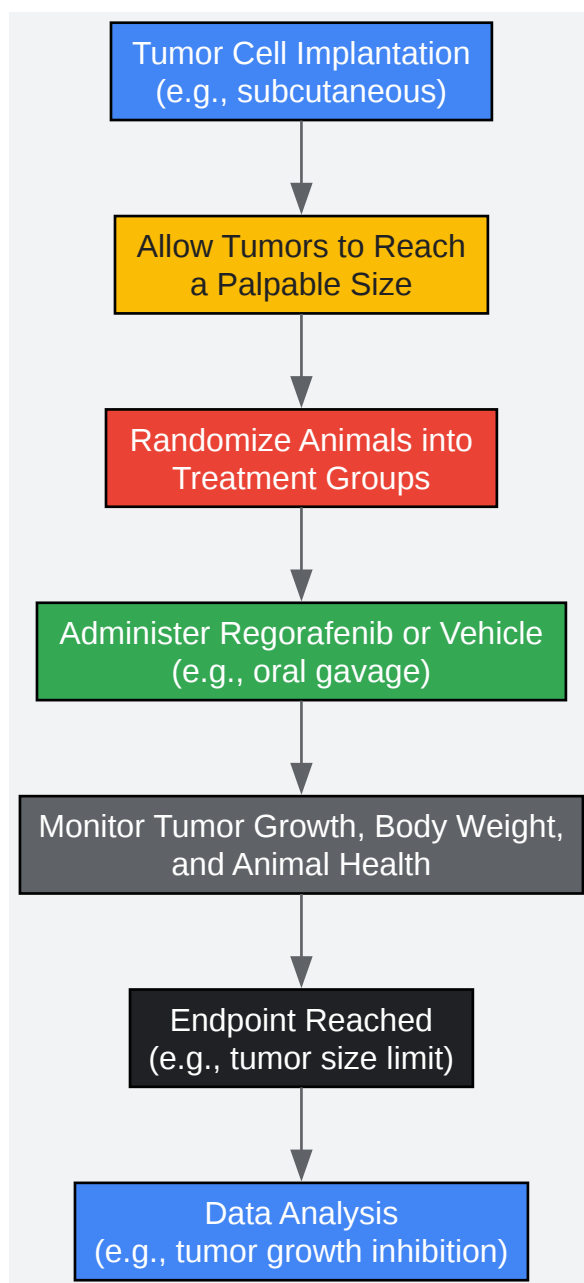 Tumor Cell Implantation
(e.g., subcutaneous)
Allow Tumors to Reach
a Palpable Size
Randomize Animals into
Treatment Groups
Administer Regorafenib or Vehicle
(e.g., oral gavage)
Monitor Tumor Growth, Body Weight,
and Animal Health
Endpoint Reached
(e.g., tumor size limit)
Data Analysis
(e.g., tumor growth inhibition)